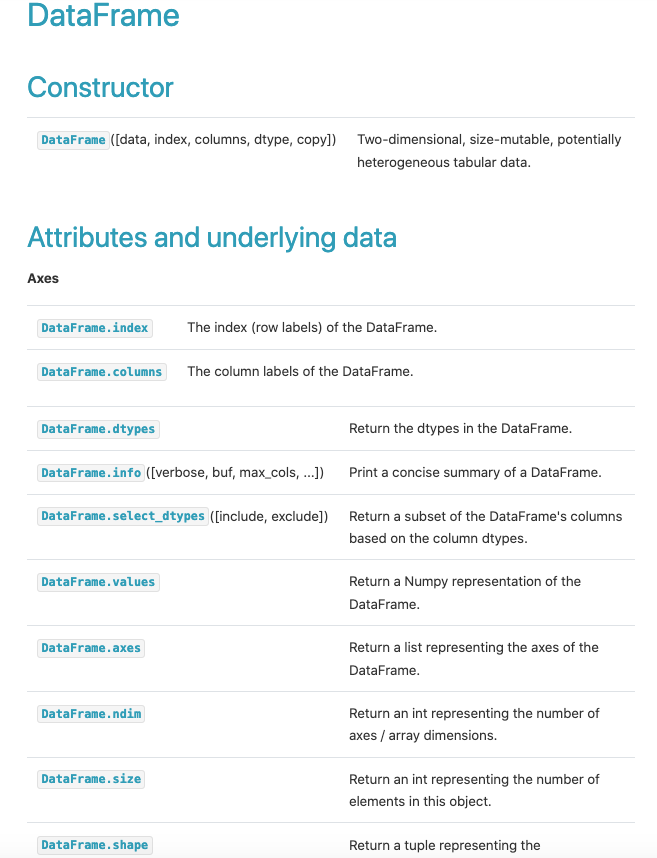 DataFrame
Constructor
DataFrame([data, index, columns, dtype, copy]) Two-dimensional, size-mutable, potentially
heterogeneous tabular data.
Attributes and underlying data
Axes
DataFrame.index The index (row labels) of the DataFrame.
DataFrame.columns The column labels of the DataFrame.
DataFrame.dtypes Return the dtypes in the DataFrame.
DataFrame.info([verbose, buf, max_cols, ...]) Print a concise summary of a DataFrame.
DataFrame.select_dtypes([include, exclude]) Return a subset of the DataFrame's columns
based on the column dtypes.
DataFrame.values Return a Numpy representation of the
DataFrame.
DataFrame.axes Return a list representing the axes of the
DataFrame.
DataFrame.ndim Return an int representing the number of
axes / array dimensions.
DataFrame.size Return an int representing the number of
elements in this object.
DataFrame.shape Return a tuple representing the